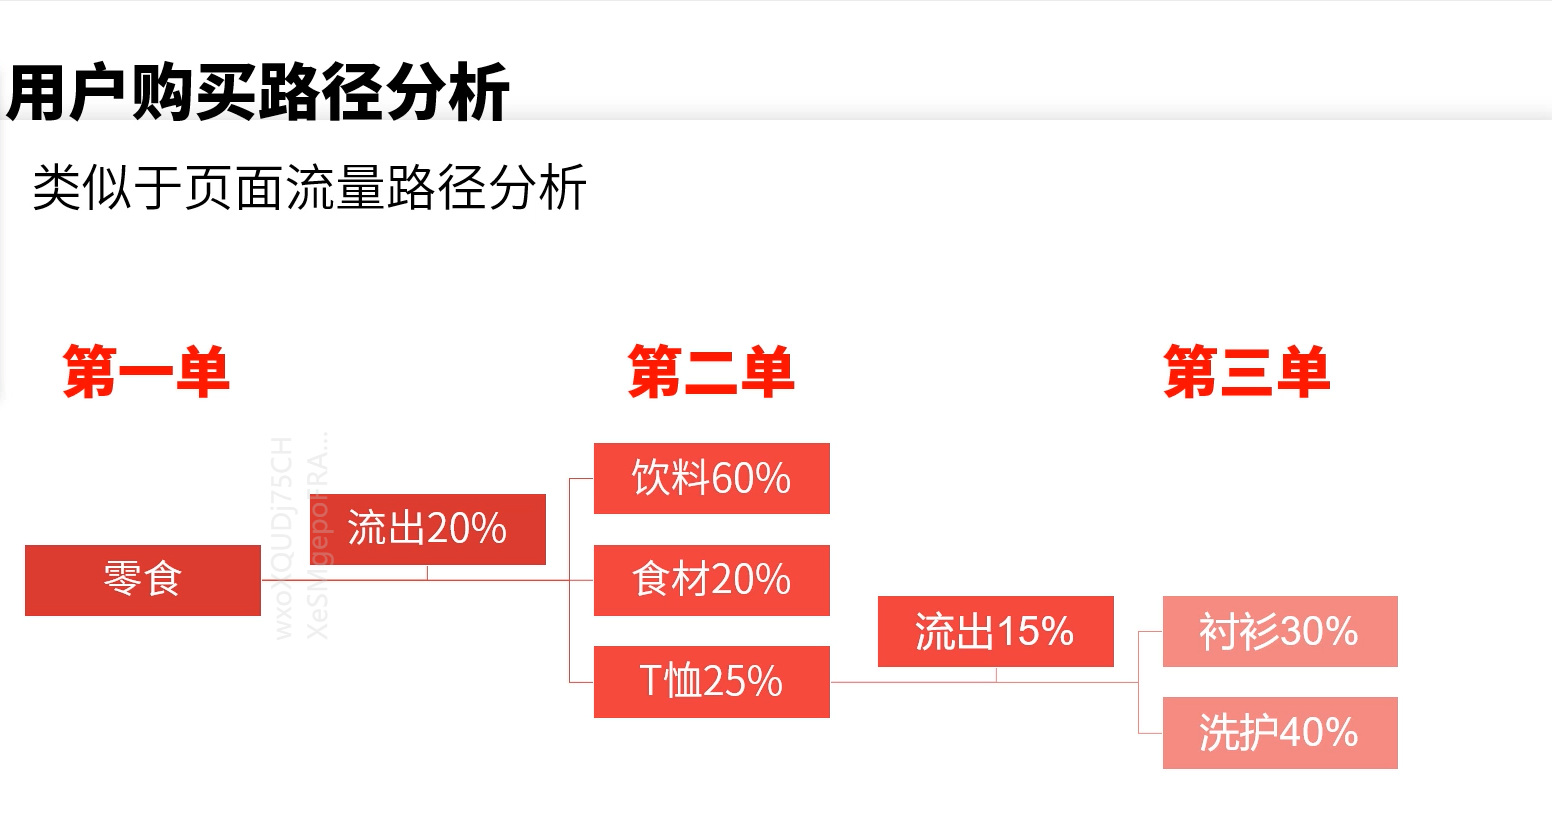 用户购买路径分析
类似于页面流量路径分析
第一单
第二单
第三单
零食
流出20%
饮料60%
食材20%
T恤25%
流出15%
衬衫30%
洗护40%
wxoXQUDj75CH
XeSMgepoFRA...